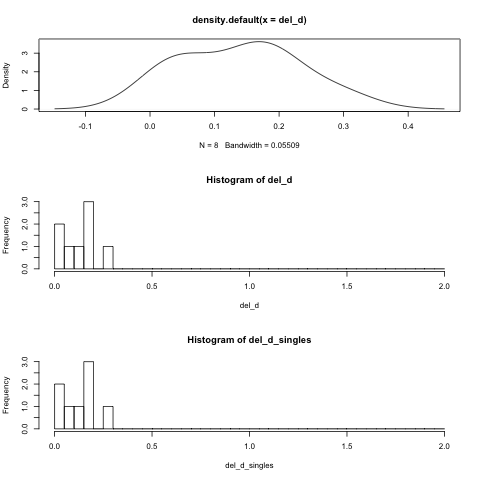 density.default(x = del_d)
Density
0 1 2 3
-0.1 0.0 0.1 0.2 0.3 0.4
N = 8 Bandwidth = 0.05509
Histogram of del_d
Frequency
0.0 1.0 2.0 3.0
0.0 0.5 1.0 1.5 2.0
del_d
Histogram of del_d_singles
Frequency
0.0 1.0 2.0 3.0
0.0 0.5 1.0 1.5 2.0
del_d_singles